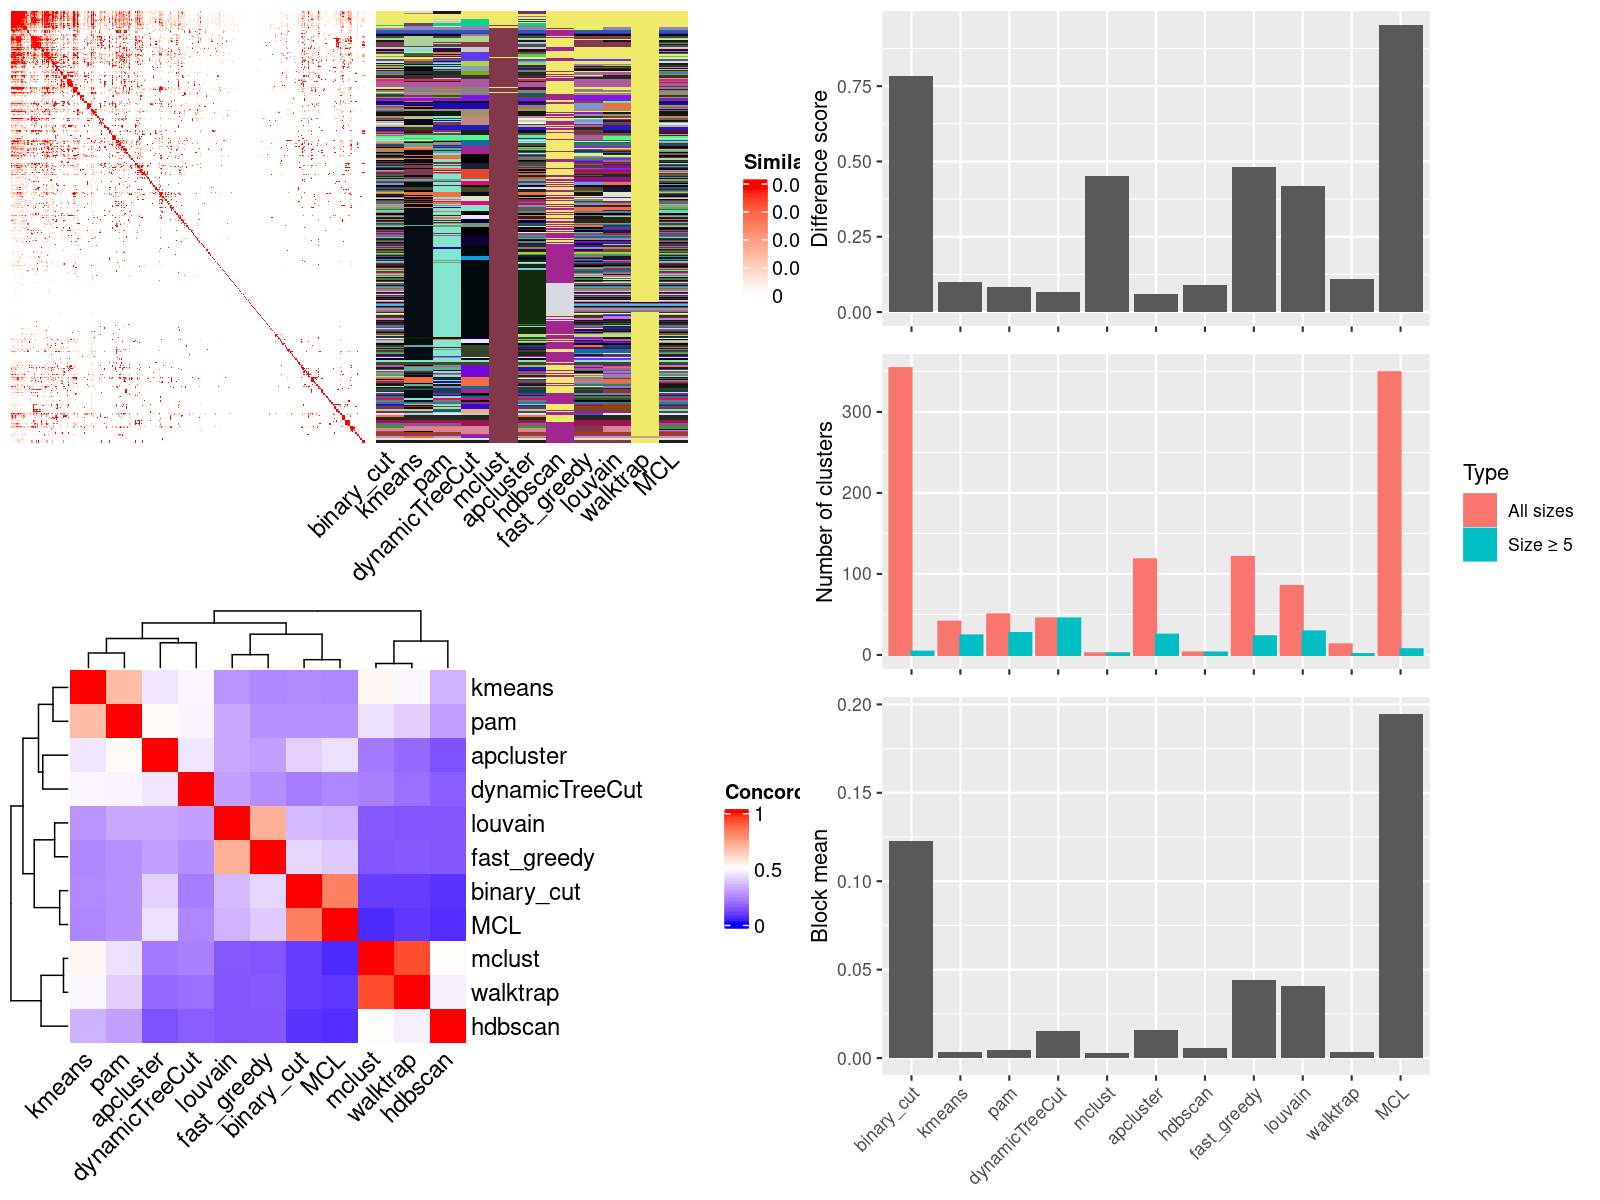 Simila
0.0
0.0
0.0
0.0
0
binary_cut
kmeans
pam
dynamicTreeCut
mclust
apcluster
hdbscan
fast_greedy
louvain
walktrap
MCL
kmeans
pam
apcluster
dynamicTreeCut
louvain
fast_greedy
binary_cut
MCL
mclust
walktrap
hdbscan
kmeans
pam
apcluster
dynamicTreeCut
louvain
fast_greedy
binary_cut
MCL
mclust
walktrap
hdbscan
Concord
1
0.5
0
Difference score
0.75
0.50
0.25
0.00
Number of clusters
300
200
100
0
Type
All sizes
Size ≥ 5
Block mean
0.20
0.15
0.10
0.05
0.00
binary_cut
kmeans
pam
dynamicTreeCut
mclust
apcluster
hdbscan
fast_greedy
louvain
walktrap
MCL